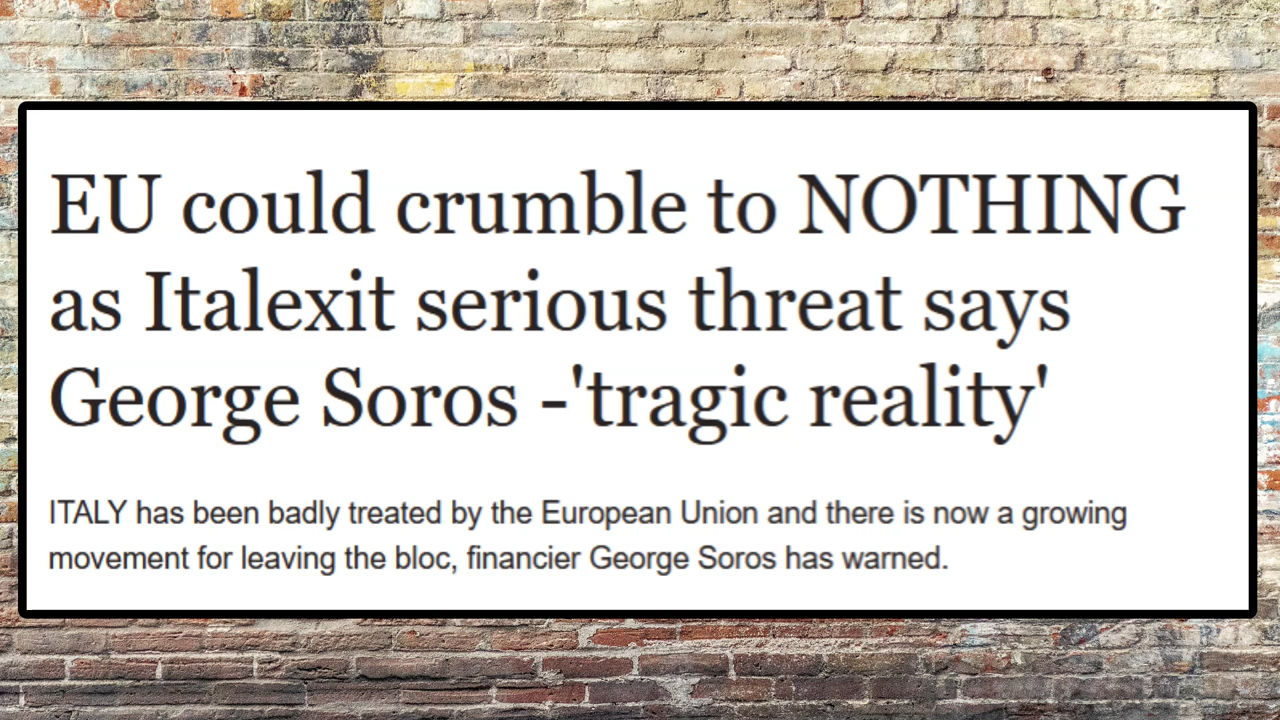 EU could crumble to NOTHING
as Italexit serious threat says
George Soros -'tragic reality'
ITALY has been badly treated by the European Union and there is now a growing
movement for leaving the bloc, financier George Soros has warned.